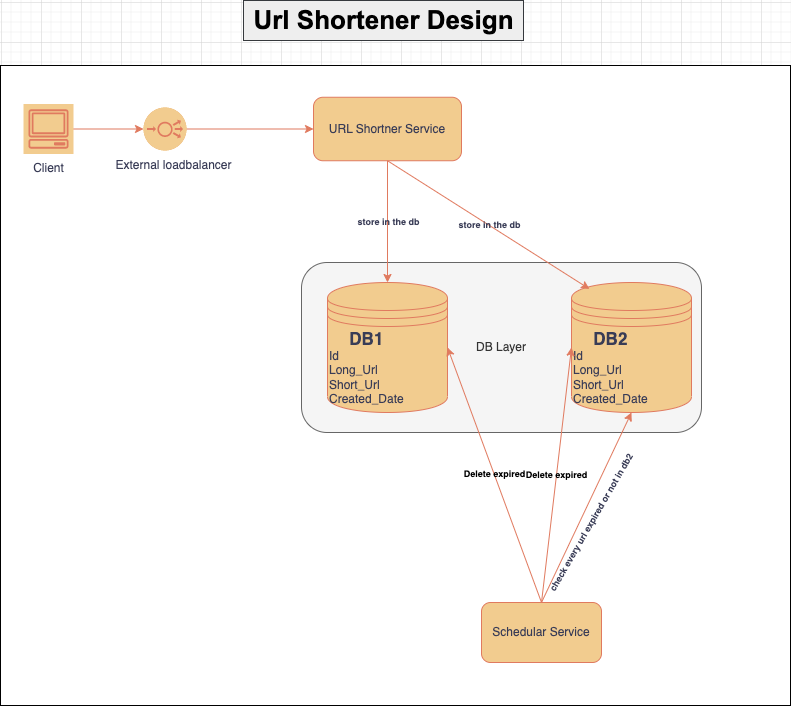 Url Shortener Design
Client
External loadbalancer
URL Shortner Service
store in the db
store in the db
DB1
Id
Long_Url
Short_Url
Created_Date
DB Layer
DB2
Id
Long_Url
Short_Url
Created_Date
Delete expired
Delete expired
check every url expired or not in db2
Schedular Service